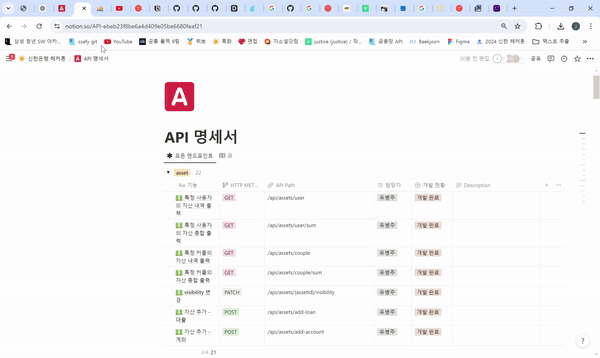 notion.so/API-ebeb23f8be6a4d409e05be66800feaf21
삼성 청년 SW 아카...
ssafy git
YouTube
공통 플젝 9팀
허브
특화
면접
자소설닷컴
justice (justice) / 작...
금융망 API
Baekjoon
Figma
2024 신한 해커톤
텍스트 추출
신한은행 해커톤 / API 명세서
30분 전 편집
공유
A
API 명세서
모든 엔드포인트
표
asset 22
Aa 기능
HTTP MET...
API Path
담당자
개발 현황
Description
특정 사용자의 자산 내역 출력
GET
/api/assets/user
유병주
개발 완료
특정 사용자의 자산 종합 출력
GET
/api/assets/user/sum
유병주
개발 완료
특정 커플의 자산 내역 출력
GET
/api/assets/couple
유병주
개발 완료
특정 커플의 자산 종합 출력
GET
/api/assets/couple/sum
유병주
개발 완료
visibility 변경
PATCH
/api/assets/{assetId}/visibility
유병주
개발 완료
자산 추가 - 대출
POST
/api/assets/add-loan
유병주
개발 완료
자산 추가 - 계좌
POST
/api/assets/add-account
유병주
개발 완료
21